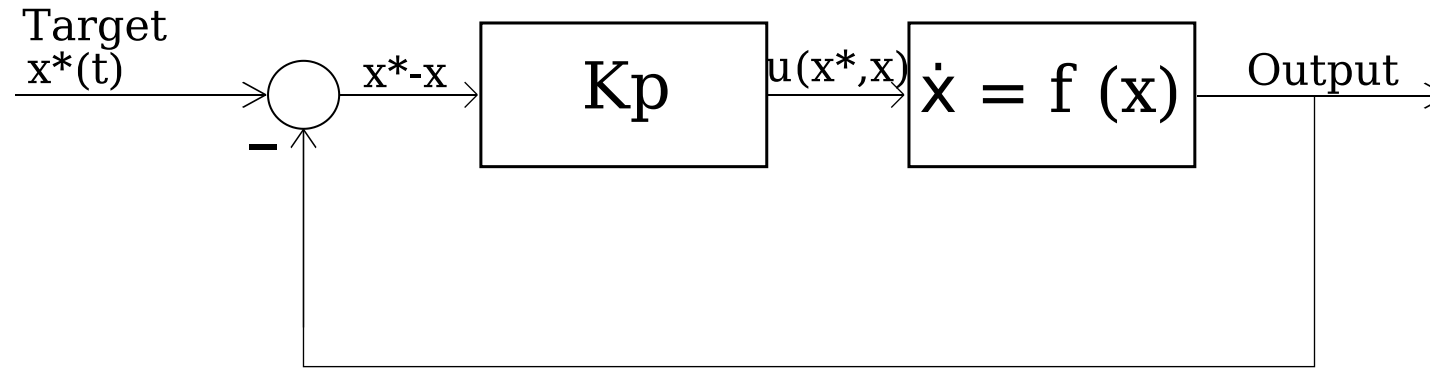 Target
x*(t)
x*-x
Kp
u(x*,x)
ẋ = f (x)
Output
–